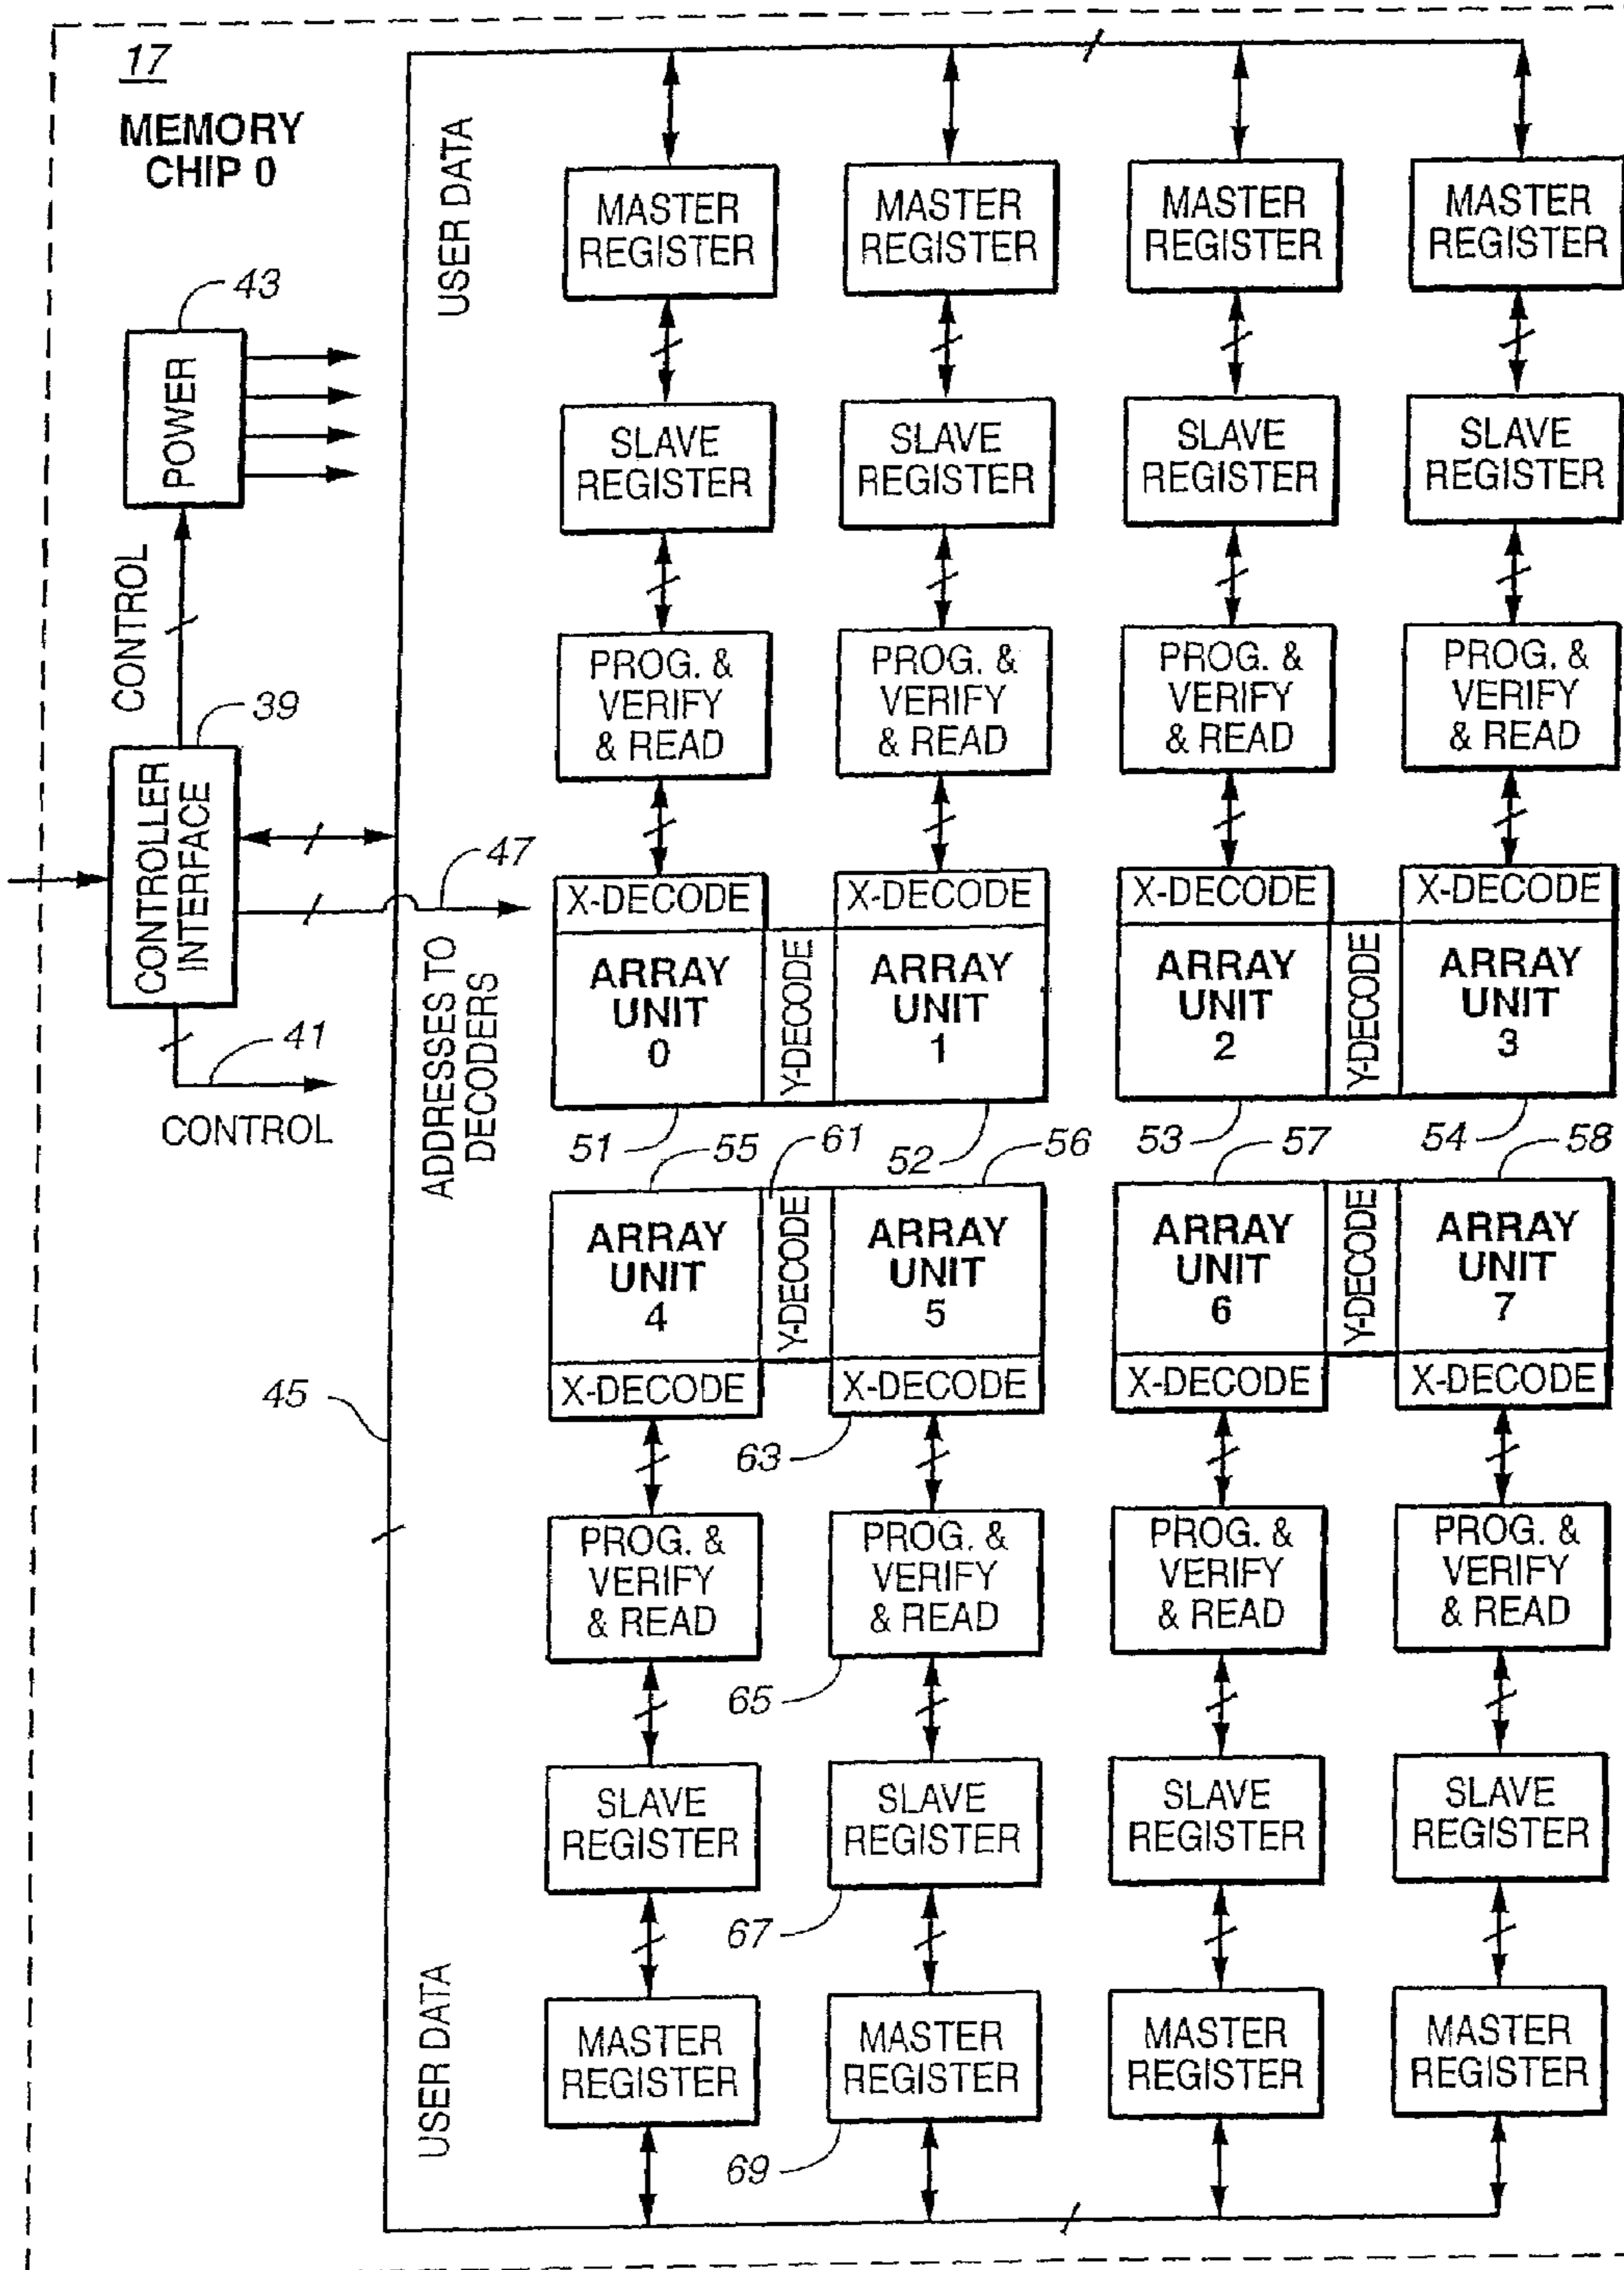 17
MEMORY
CHIP 0
43
POWER
CONTROL
39
CONTROLLER
INTERFACE
47
41
CONTROL
45
USER DATA
ADDRESSES TO
DECODERS
USER DATA
MASTER
REGISTER
MASTER
REGISTER
MASTER
REGISTER
MASTER
REGISTER
SLAVE
REGISTER
SLAVE
REGISTER
SLAVE
REGISTER
SLAVE
REGISTER
PROG. &
VERIFY
& READ
PROG. &
VERIFY
& READ
PROG. &
VERIFY
& READ
PROG. &
VERIFY
& READ
X-DECODE
X-DECODE
X-DECODE
X-DECODE
ARRAY
UNIT
0
Y-DECODE
ARRAY
UNIT
1
ARRAY
UNIT
2
Y-DECODE
ARRAY
UNIT
3
51
55
61
52
56
53
57
54
58
ARRAY
UNIT
4
Y-DECODE
ARRAY
UNIT
5
ARRAY
UNIT
6
Y-DECODE
ARRAY
UNIT
7
X-DECODE
X-DECODE
X-DECODE
X-DECODE
63
PROG. &
VERIFY
& READ
PROG. &
VERIFY
& READ
PROG. &
VERIFY
& READ
PROG. &
VERIFY
& READ
65
SLAVE
REGISTER
SLAVE
REGISTER
SLAVE
REGISTER
SLAVE
REGISTER
67
MASTER
REGISTER
MASTER
REGISTER
MASTER
REGISTER
MASTER
REGISTER
69